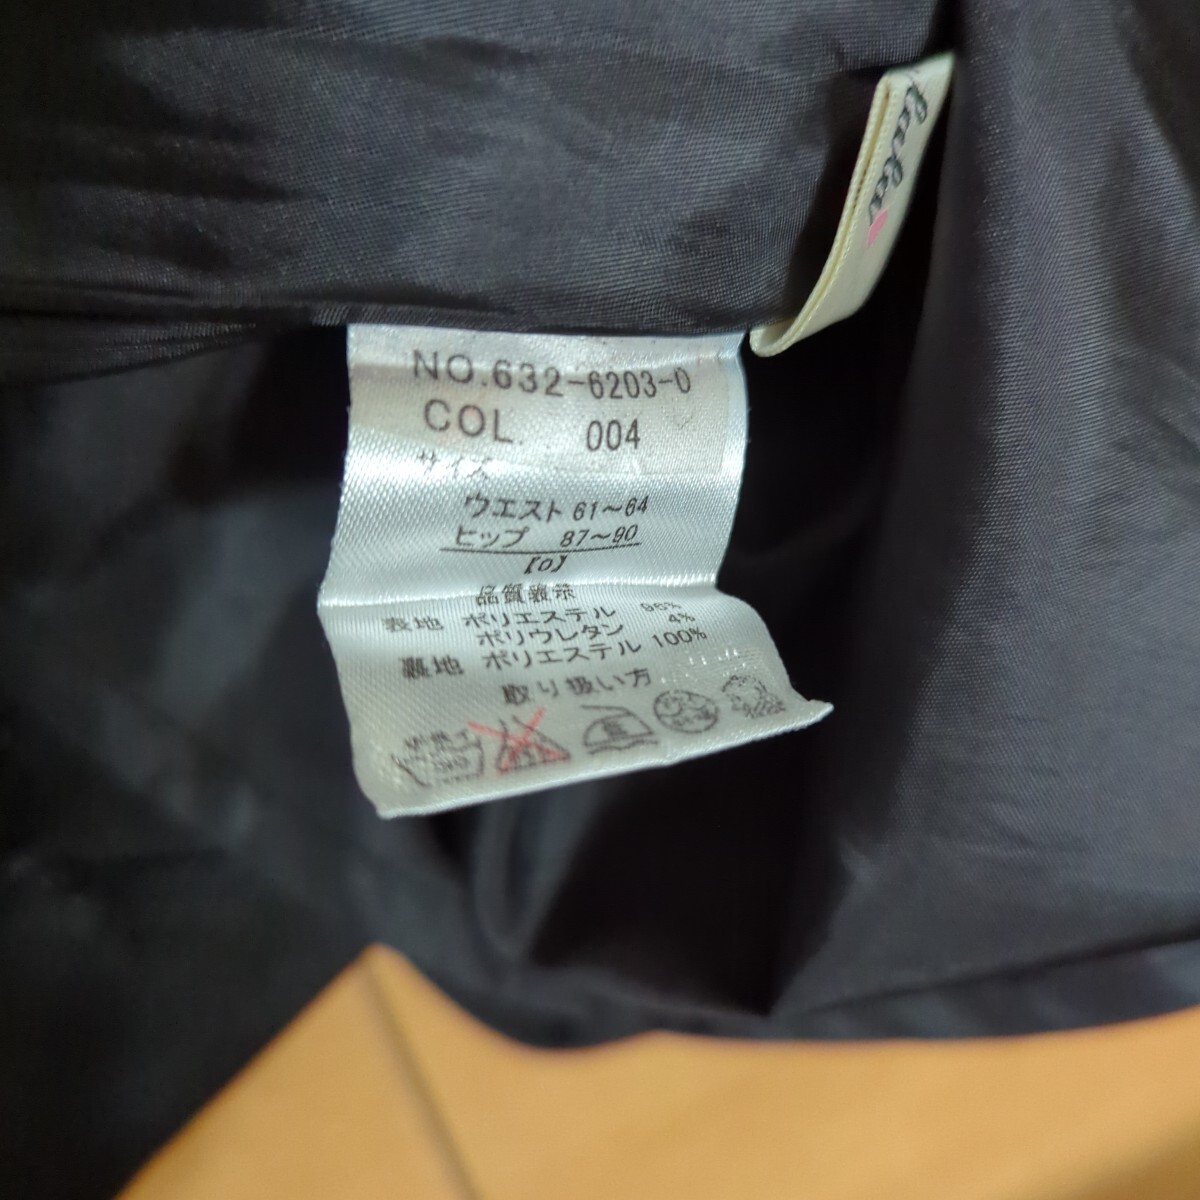 NO.632-6203-0
COL. 004
サイズ
ウエスト 61～64
ヒップ 87～90
【0】
品質表示
表地 ポリエステル 96%
ポリウレタン 4%
裏地 ポリエステル 100%
取り扱い方